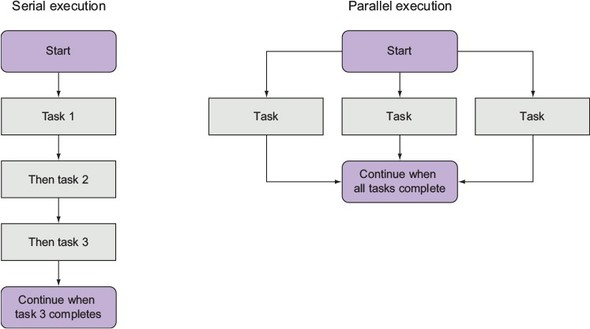 Serial execution
Start
Task 1
Then task 2
Then task 3
Continue when
task 3 completes
Parallel execution
Start
Task
Task
Task
Continue when
all tasks complete